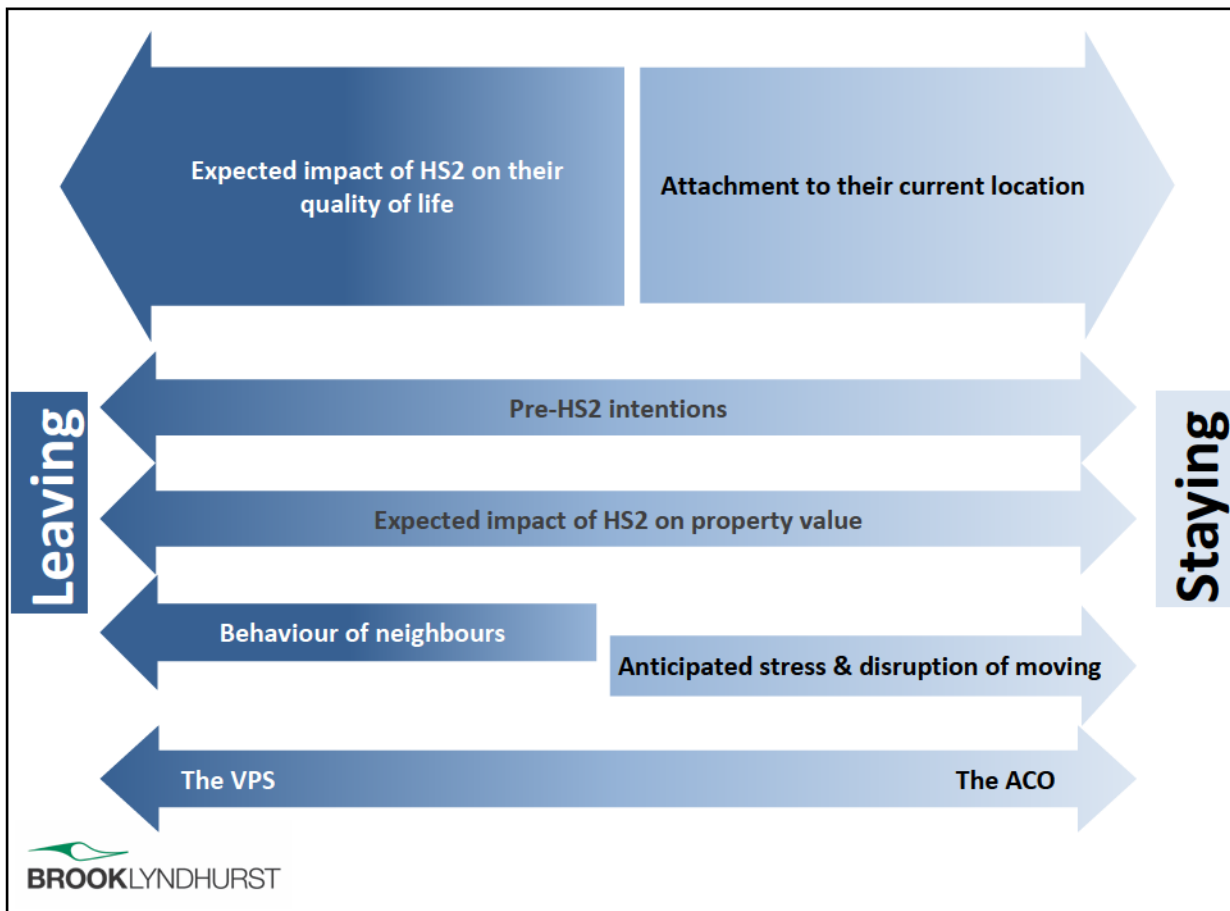 Expected impact of HS2 on their
quality of life
Attachment to their current location
Leaving
Pre-HS2 intentions
Staying
Expected impact of HS2 on property value
Behaviour of neighbours
Anticipated stress & disruption of moving
The VPS
The ACO
BROOKLYNDHURST